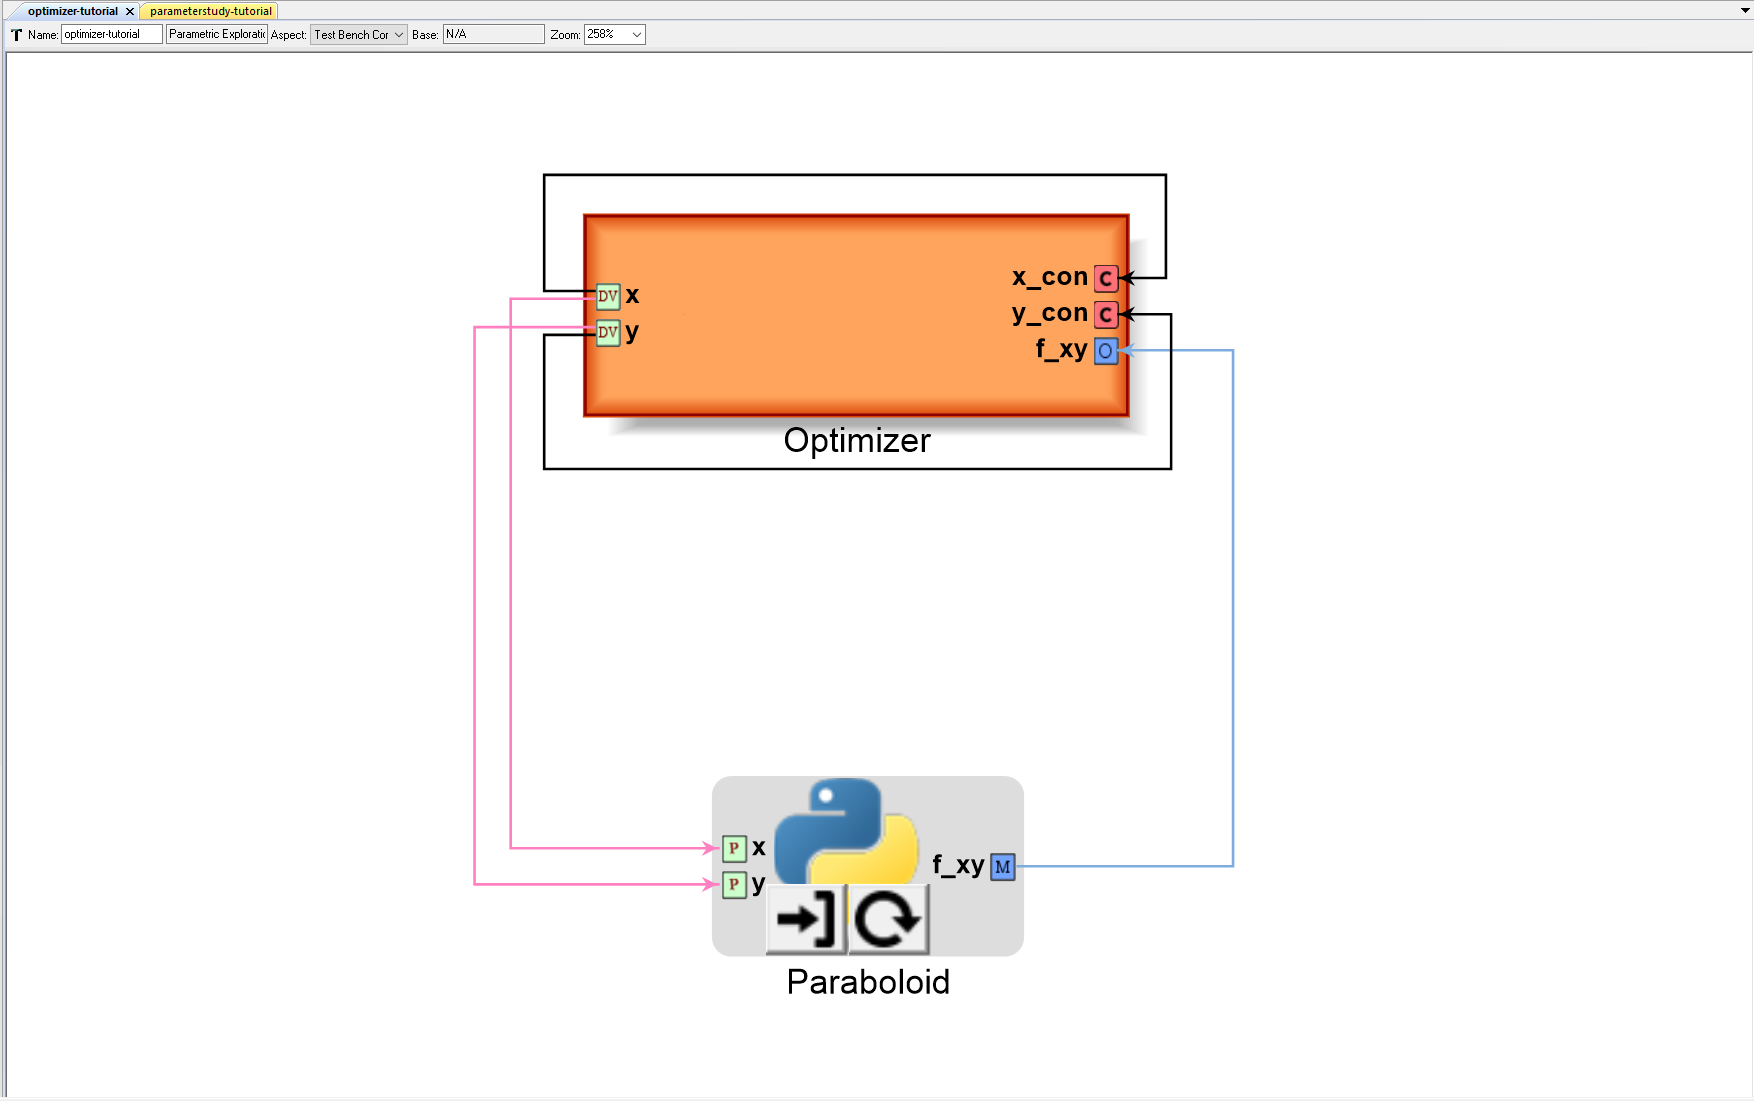 optimizer-tutorial parameterstudy-tutorial
T Name: optimizer-tutorial Parametric Exploratic Aspect: Test Bench Cor Base: N/A Zoom: 258%
x_con C
DV x
y_con C
DV y
f_xy O
Optimizer
P x
f_xy M
P y
Paraboloid